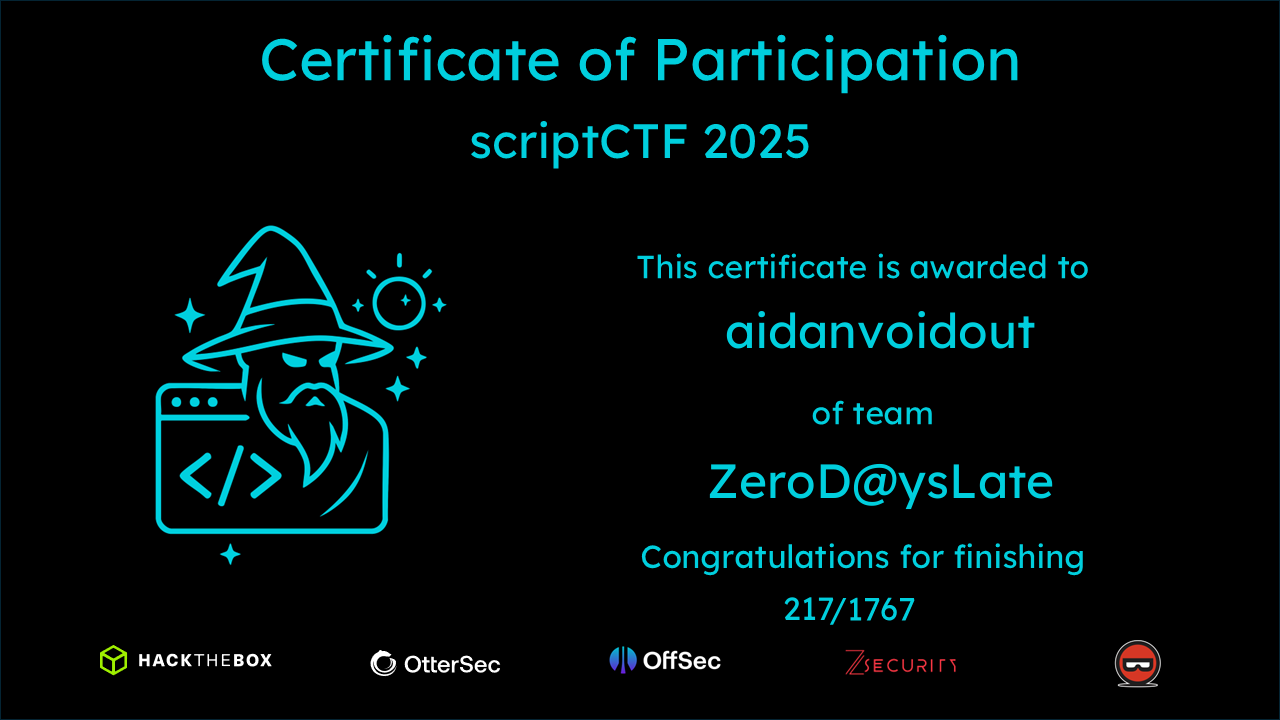 Certificate of Participation
scriptCTF 2025
This certificate is awarded to
aidanvoidout
of team
ZeroD@ysLate
Congratulations for finishing
217/1767
</>
HACKTHEBOX
OtterSec
OffSec
ZSECURITY